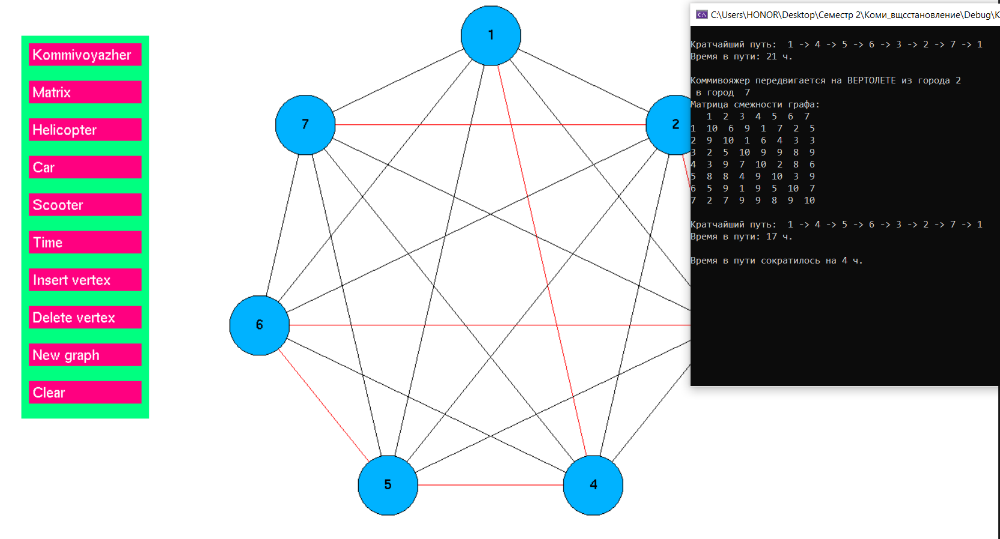 Kommivoyazher
Matrix
Helicopter
Car
Scooter
Time
Insert vertex
Delete vertex
New graph
Clear
1
7
2
6
5
4
C:\Users\HONOR\Desktop\Семестр 2\Коми_вщсстановление\Debug\K
Кратчайший путь:  1 -> 4 -> 5 -> 6 -> 3 -> 2 -> 7 -> 1
Время в пути: 21 ч.
Коммивояжер передвигается на ВЕРТОЛЕТЕ из города 2
в город  7
Матрица смежности графа:
1  2  3  4  5  6  7
1  10  6  9  1  7  2  5
2  9  10  1  6  4  3  3
3  2  5  10  9  9  8  9
4  3  9  7  10  2  8  6
5  8  8  4  9  10  3  9
6  5  9  1  9  5  10  7
7  2  7  9  9  8  9  10
Кратчайший путь:  1 -> 4 -> 5 -> 6 -> 3 -> 2 -> 7 -> 1
Время в пути: 17 ч.
Время в пути сократилось на 4 ч.